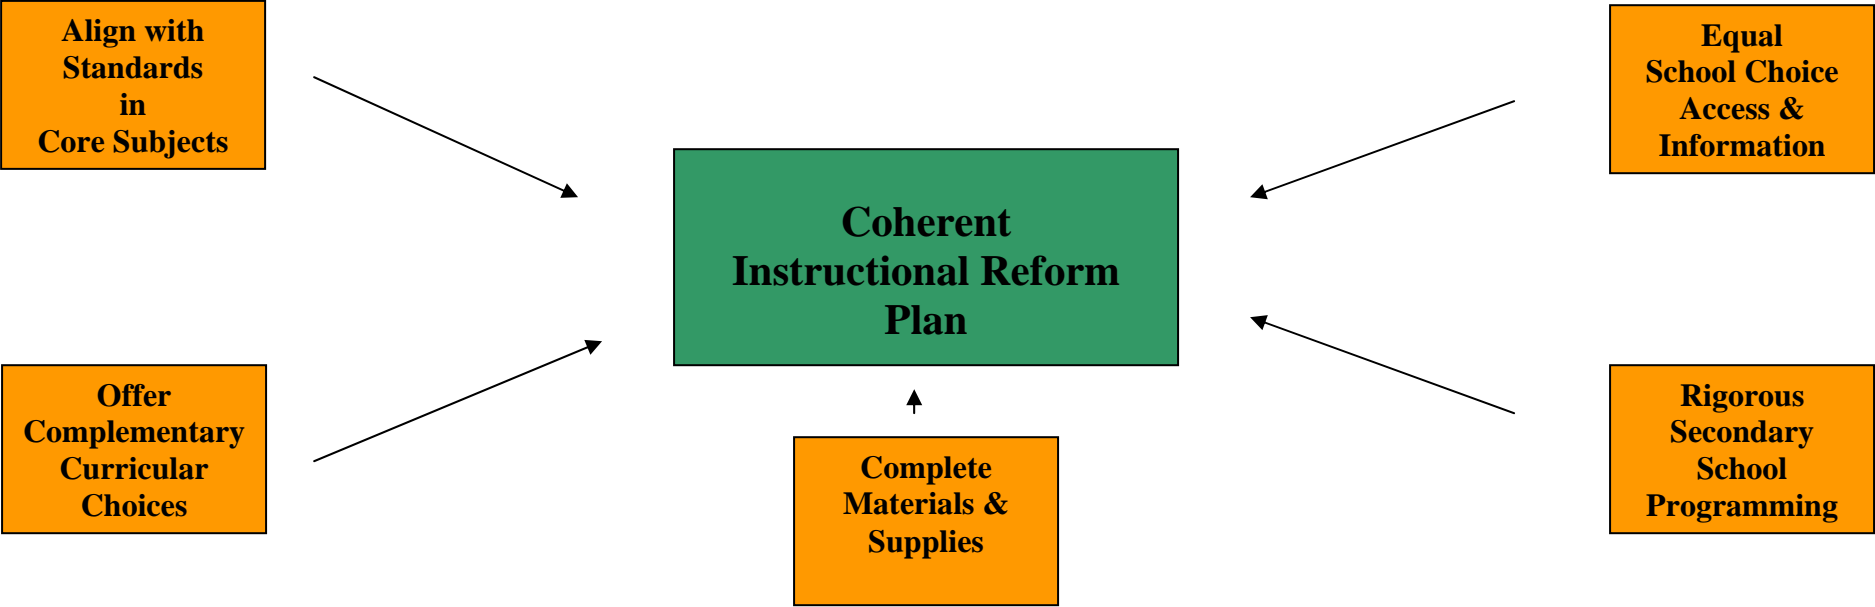 Align with
Standards
in
Core Subjects
Equal
School Choice
Access &
Information
Coherent
Instructional Reform
Plan
Offer
Complementary
Curricular
Choices
Complete
Materials &
Supplies
Rigorous
Secondary
School
Programming